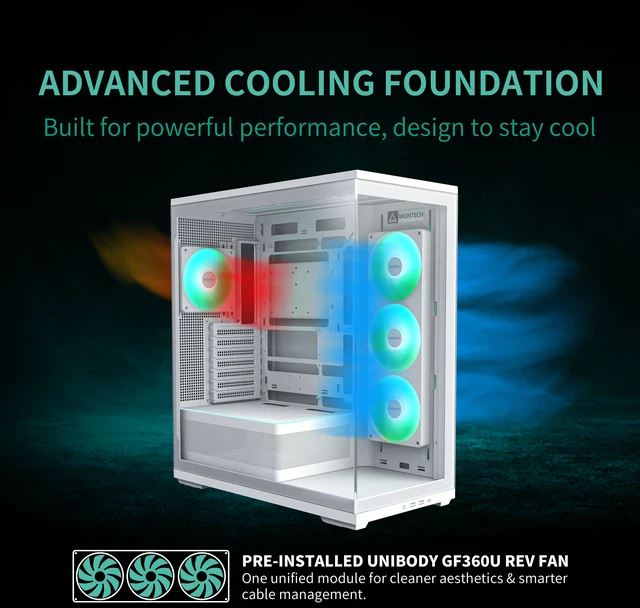 ADVANCED COOLING FOUNDATION
Built for powerful performance, design to stay cool
MONTECH
PRE-INSTALLED UNIBODY GF360U REV FAN
One unified module for cleaner aesthetics & smarter
cable management.